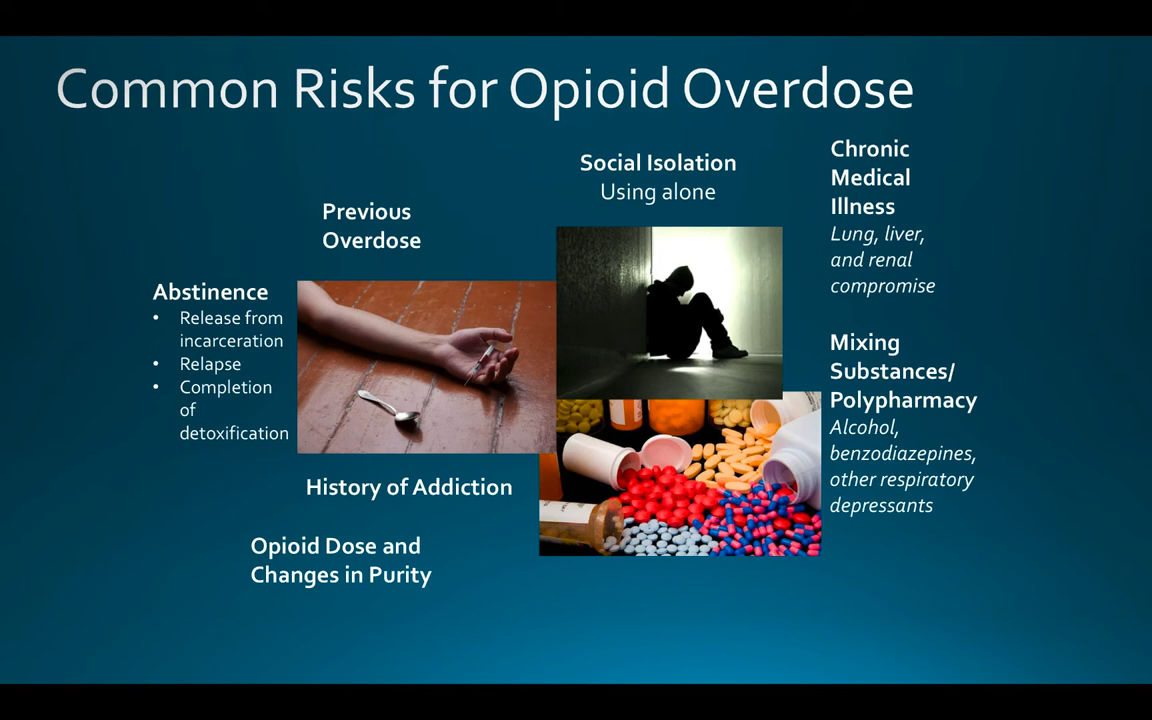 Common Risks for Opioid Overdose
Previous
Overdose
Abstinence
• Release from
incarceration
• Relapse
• Completion
of
detoxification
History of Addiction
Opioid Dose and
Changes in Purity
Social Isolation
Using alone
Chronic
Medical
Illness
Lung, liver,
and renal
compromise
Mixing
Substances/
Polypharmacy
Alcohol,
benzodiazepines,
other respiratory
depressants